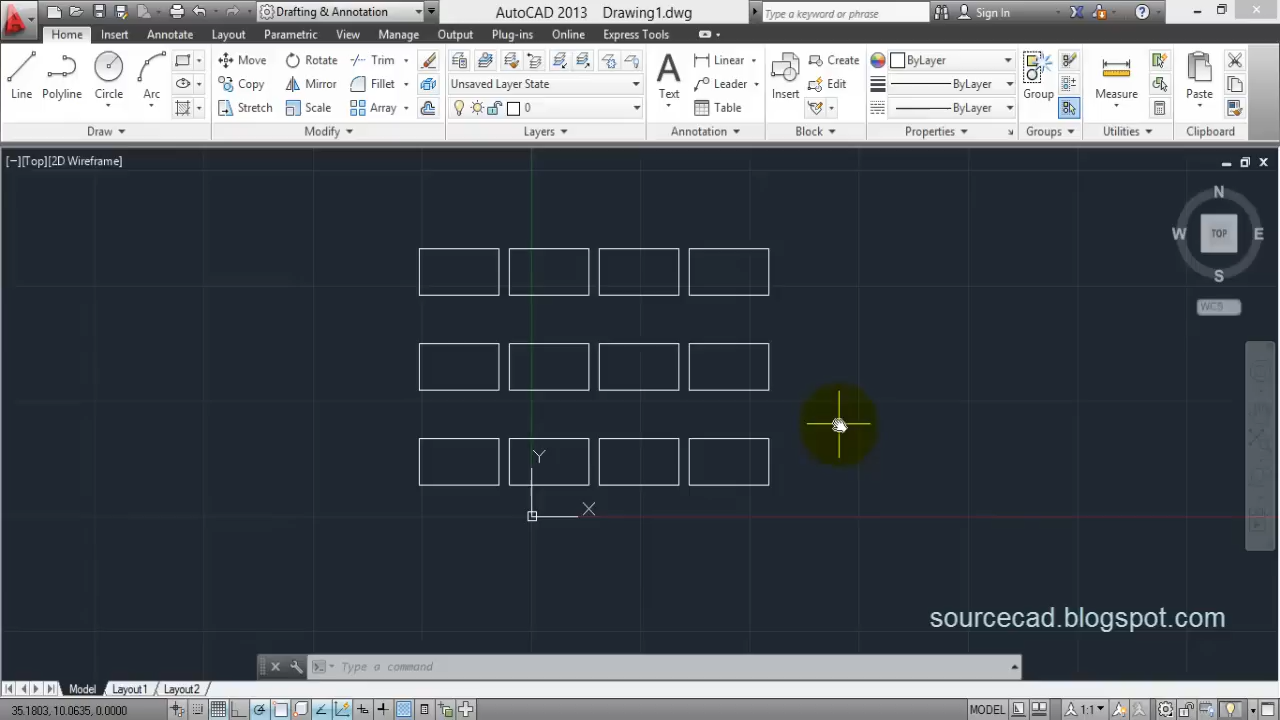 Drafting & Annotation
AutoCAD 2013 Drawing1.dwg
Type a keyword or phrase
Sign In
Home Insert Annotate Layout Parametric View Manage Output Plug-ins Online Express Tools
Line
Polyline
Circle
Arc
Draw
Move
Rotate
Trim
Copy
Mirror
Fillet
Stretch
Scale
Array
Modify
Unsaved Layer State
0
Layers
Text
Linear
Leader
Table
Annotation
Insert
Create
Edit
Block
ByLayer
ByLayer
ByLayer
Properties
Group
Groups
Measure
Utilities
Paste
Clipboard
[−][Top][2D Wireframe]
N
W TOP E
S
WCS
Y
X
sourcecad.blogspot.com
Type a command
Model Layout1 Layout2
35.1803, 10.0635, 0.0000
MODEL
1:1